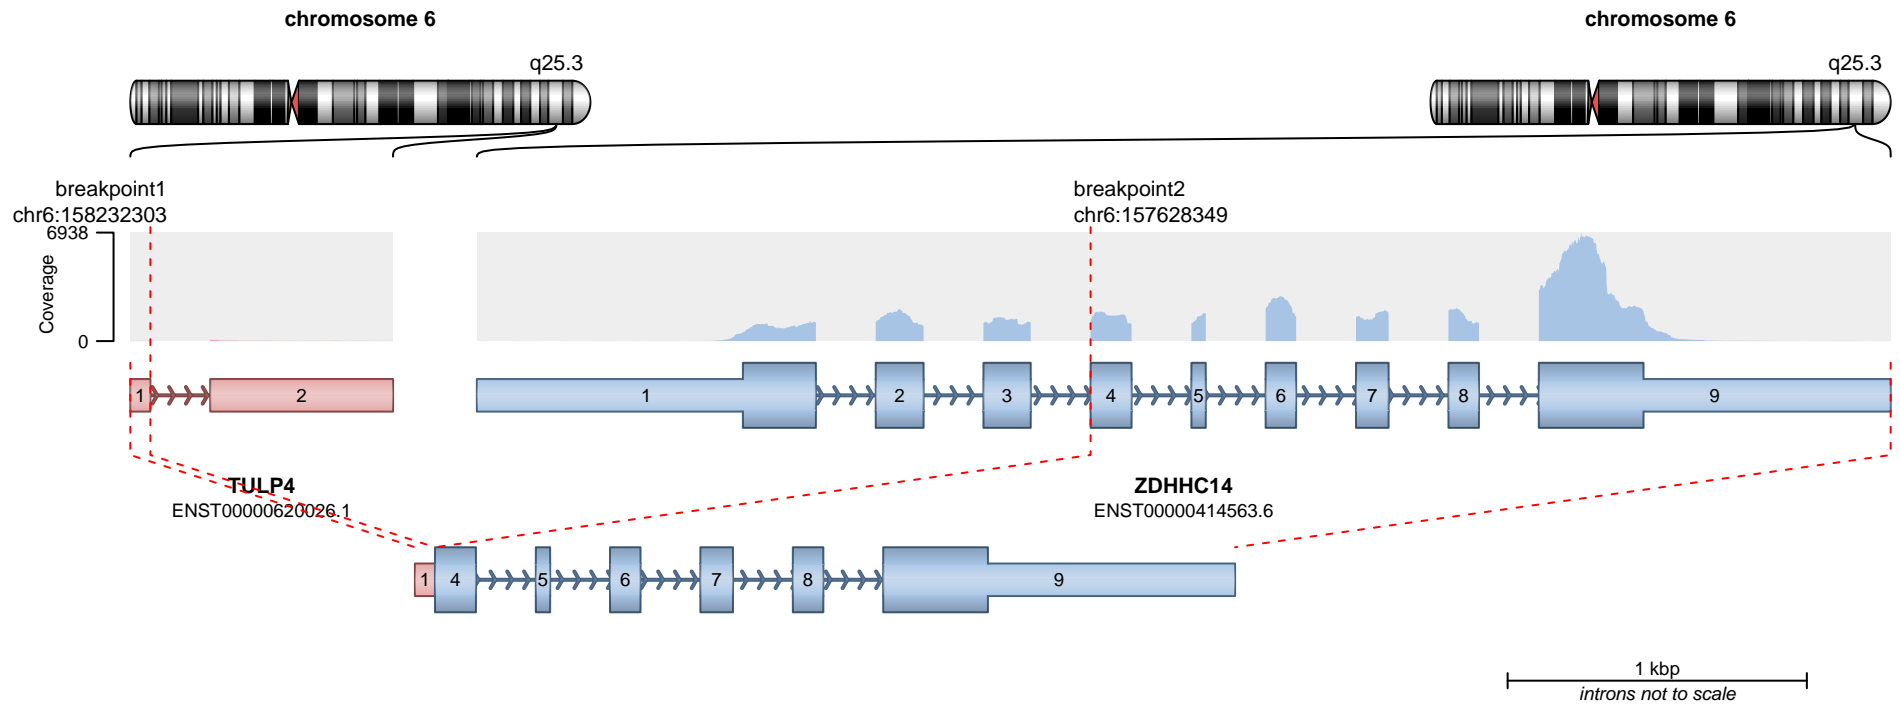 chromosome 6
chromosome 6
q25.3
q25.3
breakpoint1
chr6:158232303
breakpoint2
chr6:157628349
6938
Coverage
0
1
2
1
2
3
4
5
6
7
8
9
TULP4
ENST00000620026.1
ZDHHC14
ENST00000414563.6
1
4
5
6
7
8
9
1 kbp
introns not to scale